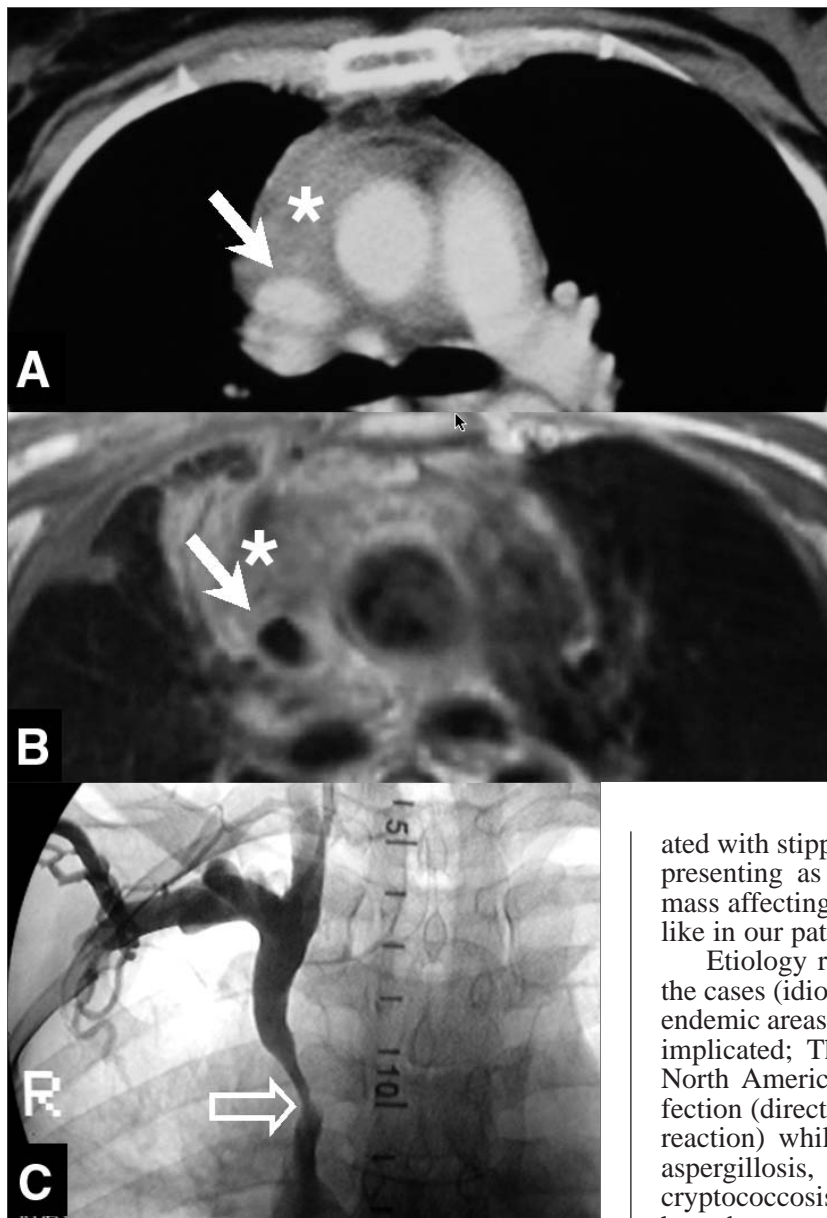 *
A
*
B
5
10
R
C
ated with stipp
presenting as
mass affecting
like in our pat
Etiology r
the cases (idio
endemic areas
implicated; Th
North Americ
fection (direct
reaction) whil
aspergillosis,
cryptococcosis